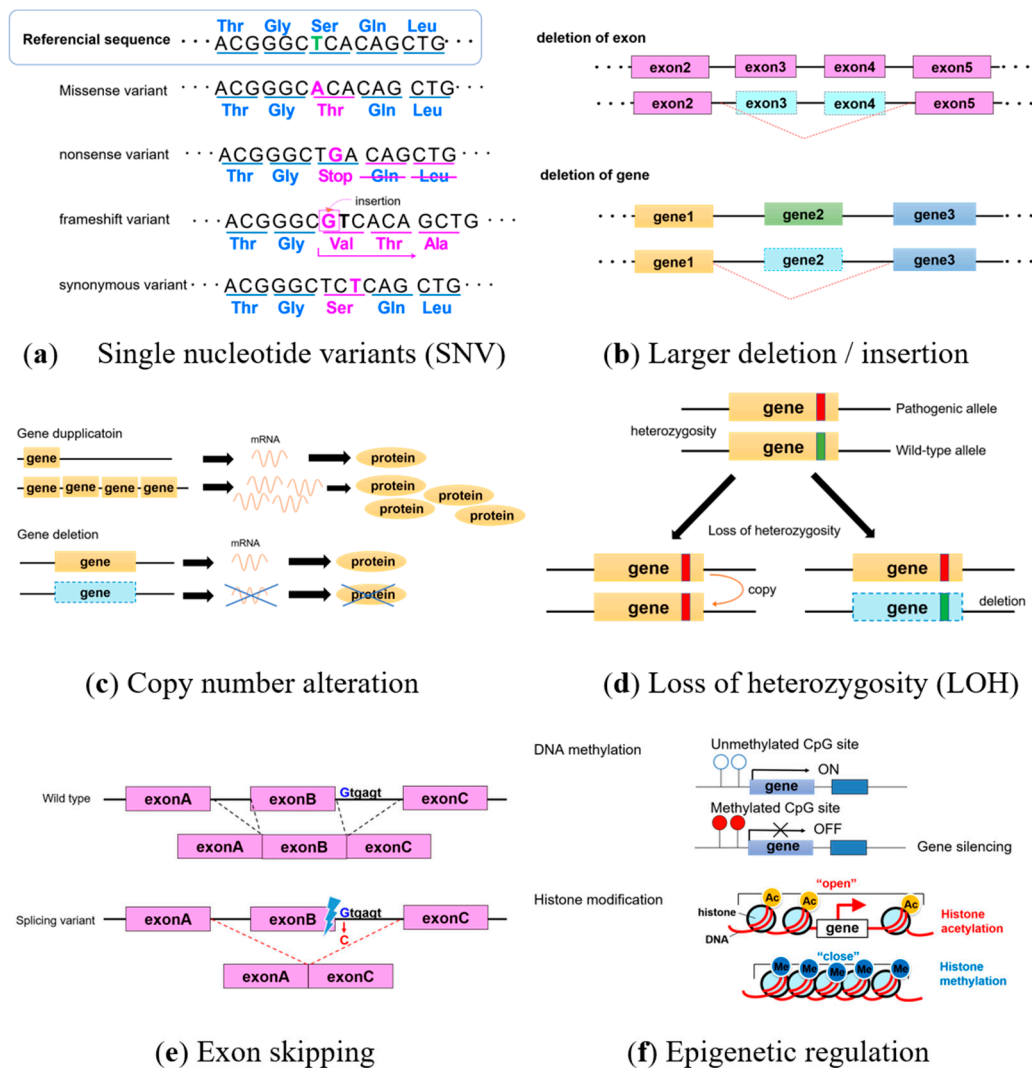 Thr Gly Ser Gln Leu
Referencial sequence · · · ACGGGCTCACAGCTG · · ·
Missense variant · · · ACGGGCACACAG CTG · · ·
Thr Gly Thr Gln Leu
nonsense variant · · · ACGGGCTGA CAGCTG · · ·
Thr Gly Stop Gln Leu
insertion
frameshift variant · · · ACGGGCGTCACA GCTG · · ·
Thr Gly Val Thr Ala
synonymous variant · · · ACGGGCTCTCAG CTG · · ·
Thr Gly Ser Gln Leu
(a) Single nucleotide variants (SNV)
deletion of exon
exon2 exon3 exon4 exon5
exon2 exon3 exon4 exon5
deletion of gene
gene1 gene2 gene3
gene1 gene2 gene3
(b) Larger deletion / insertion
Gene dupplicatoin
mRNA
gene protein
gene gene gene gene protein
protein
protein
protein
Gene deletion
mRNA
gene protein
gene protein
(c) Copy number alteration
gene Pathogenic allele
heterozygosity
gene Wild-type allele
Loss of heterozygosity
gene gene
copy
gene gene deletion
(d) Loss of heterozygosity (LOH)
Wild type exonA exonB Gtgagt exonC
exonA exonB exonC
Splicing variant exonA exonB Gtgagt exonC
C
exonA exonC
(e) Exon skipping
DNA methylation
Unmethylated CpG site
ON
gene
Methylated CpG site
OFF
gene Gene silencing
Histone modification
"open"
Ac Ac Ac
histone
gene
DNA
Histone
acetylation
"close"
Me Me Me Me Me
Histone
methylation
(f) Epigenetic regulation